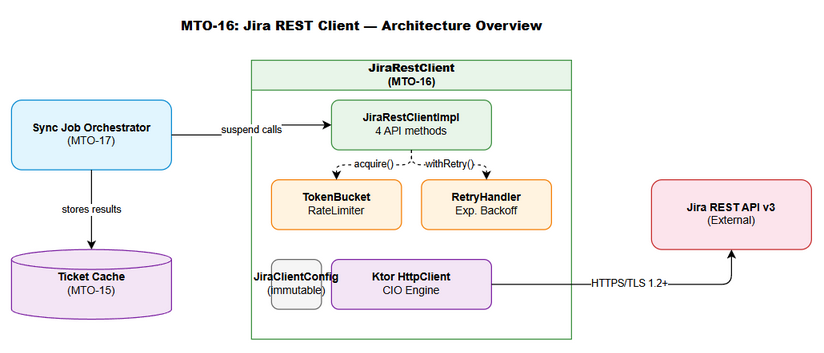 MTO-16: Jira REST Client — Architecture Overview
JiraRestClient
(MTO-16)
Sync Job Orchestrator
(MTO-17)
suspend calls
JiraRestClientImpl
4 API methods
acquire()
withRetry()
TokenBucket
RateLimiter
RetryHandler
Exp. Backoff
stores results
Jira REST API v3
(External)
Ticket Cache
(MTO-15)
JiraClientConfig
(immutable)
Ktor HttpClient
CIO Engine
HTTPS/TLS 1.2+